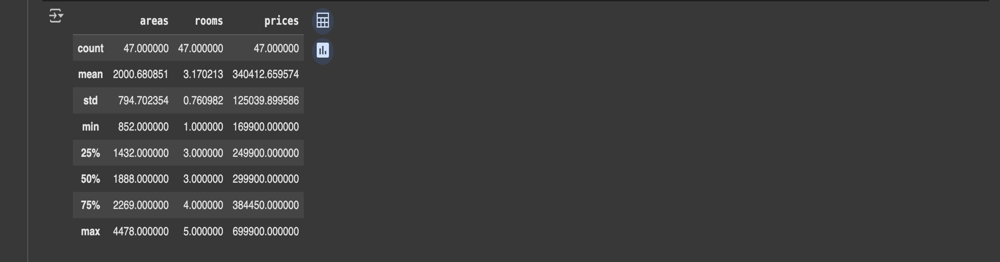 areas rooms prices
count 47.000000 47.000000 47.000000
mean 2000.680851 3.170213 340412.659574
std 794.702354 0.760982 125039.899586
min 852.000000 1.000000 169900.000000
25% 1432.000000 3.000000 249900.000000
50% 1888.000000 3.000000 299900.000000
75% 2269.000000 4.000000 384450.000000
max 4478.000000 5.000000 699900.000000